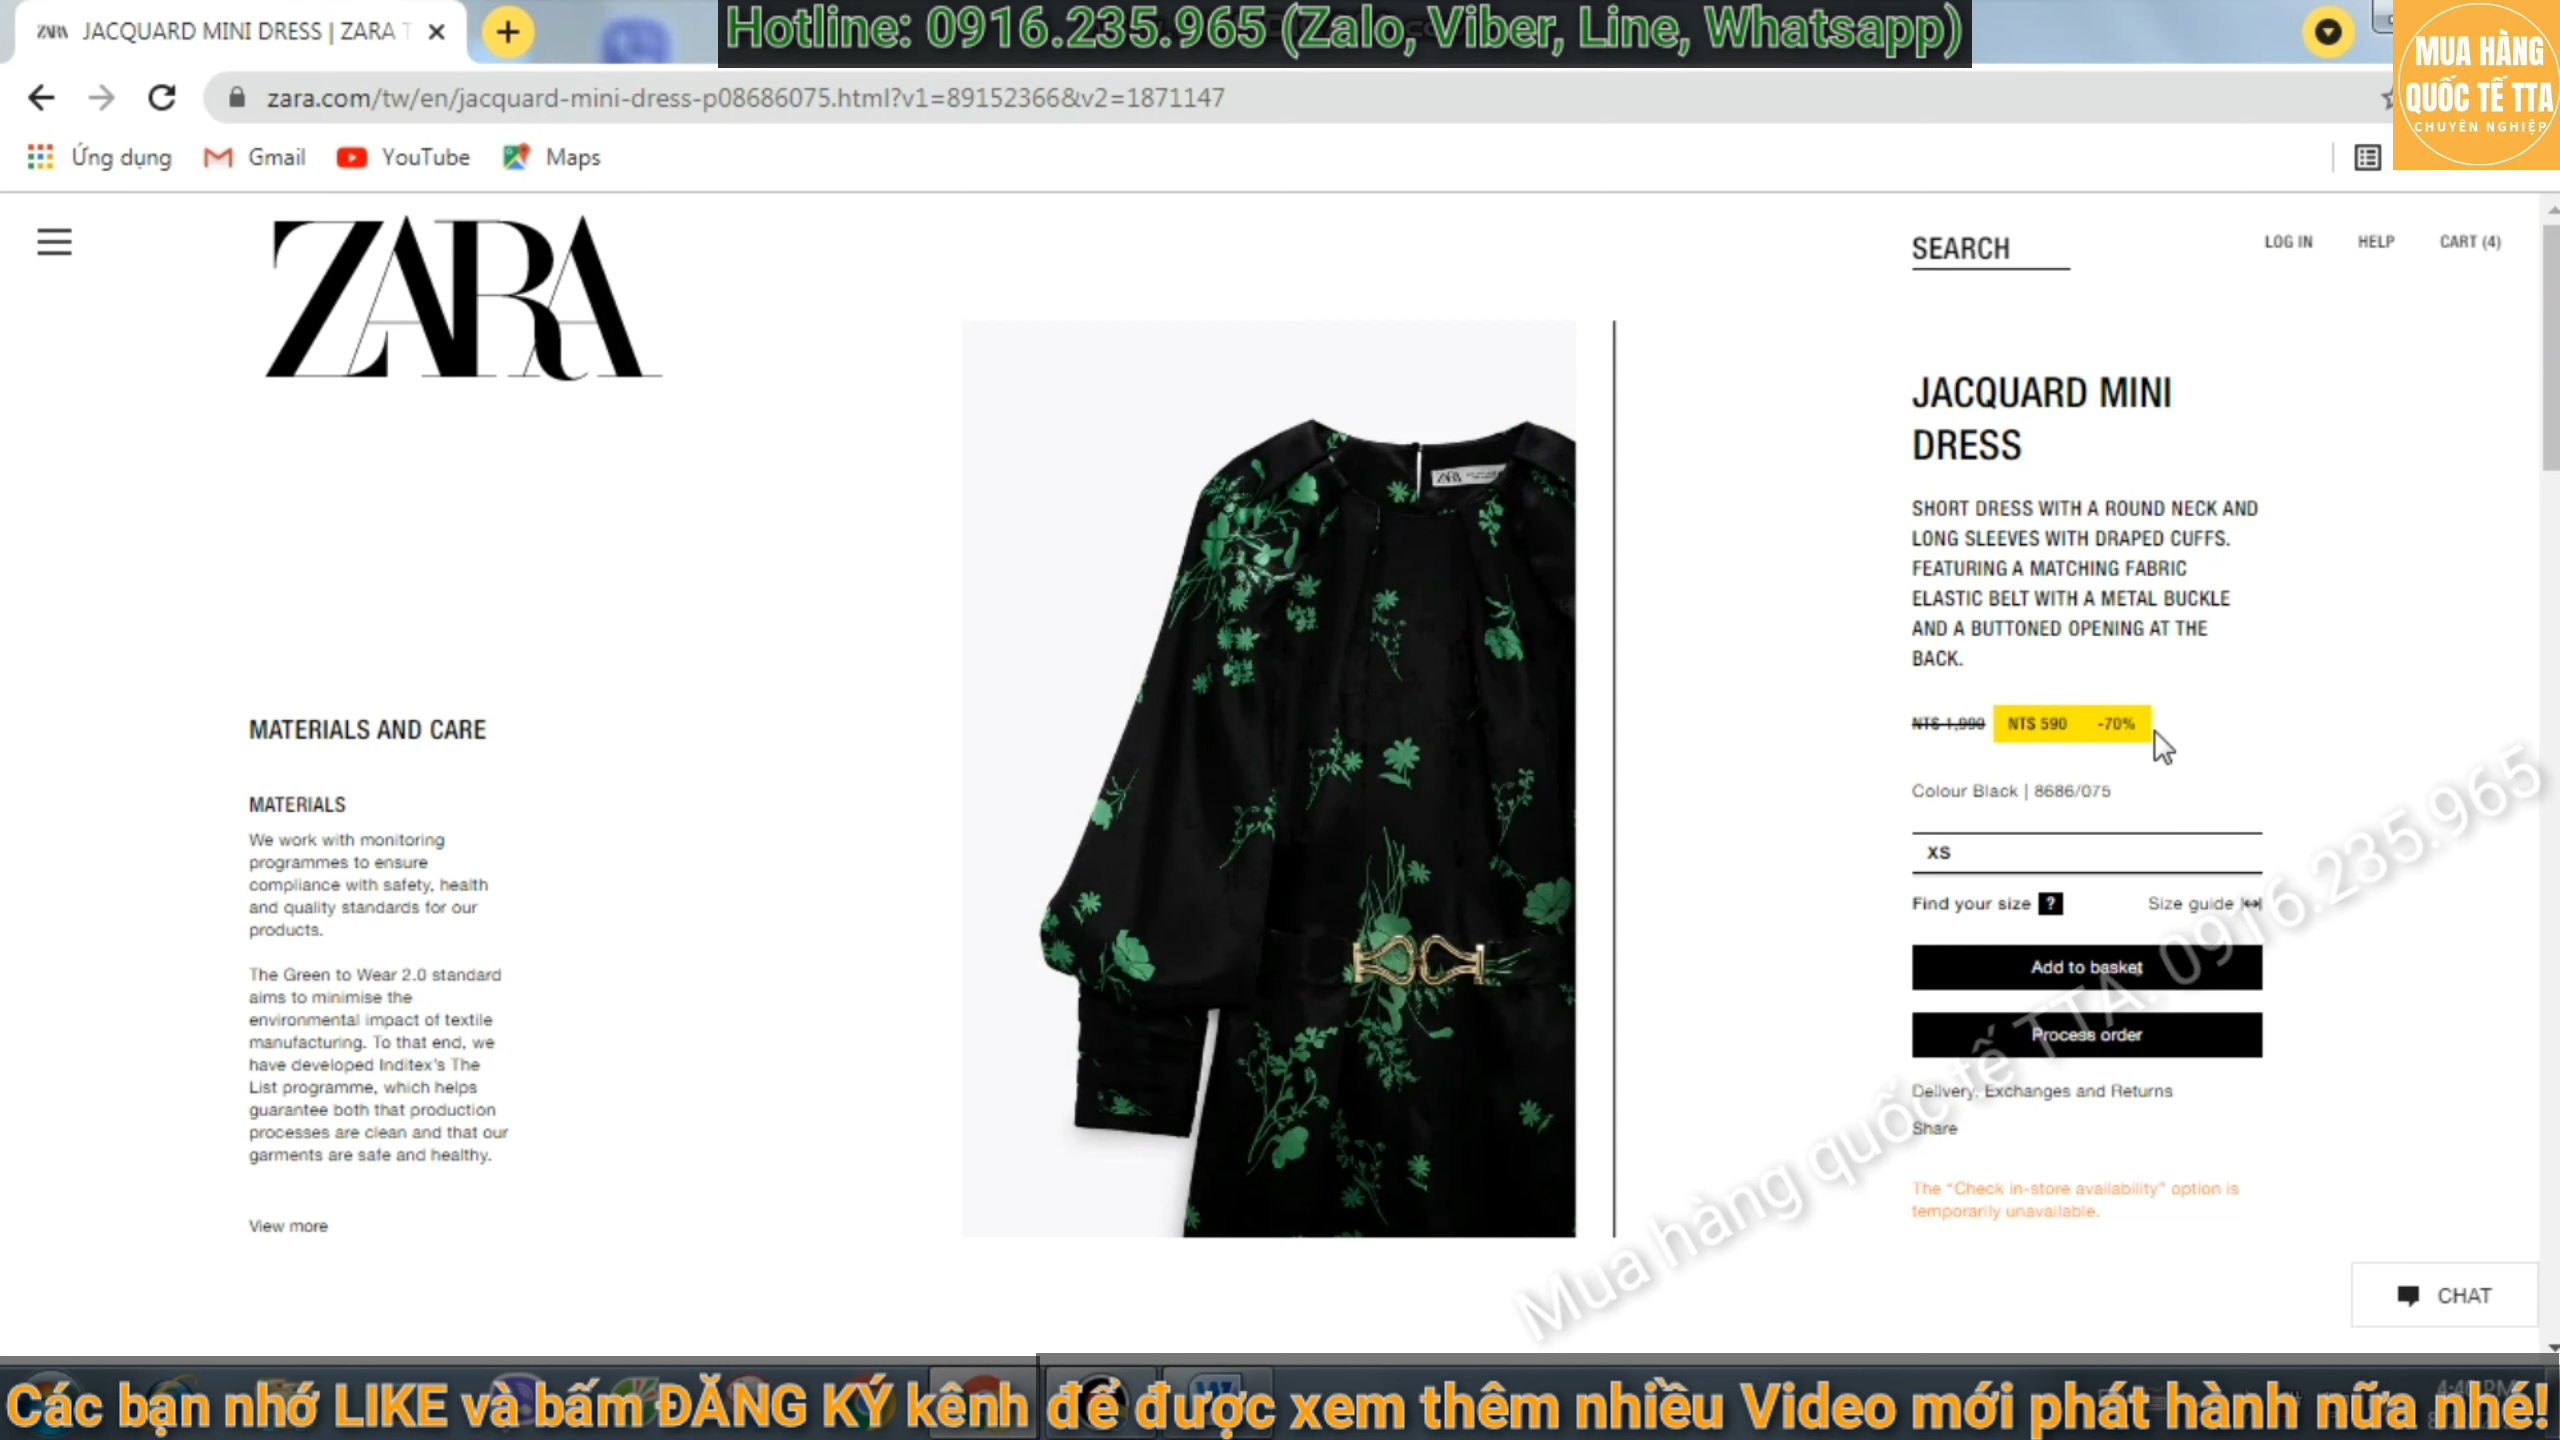 ZARA JACQUARD MINI DRESS | ZARA T
Hotline: 0916.235.965 (Zalo, Viber, Line, Whatsapp)
MUA HÀNG
QUỐC TẾ TTA
CHUYÊN NGHIỆP
zara.com/tw/en/jacquard-mini-dress-p08686075.html?v1=89152366&v2=1871147
Ứng dụng Gmail YouTube Maps
ZARA
SEARCH
LOG IN HELP CART (4)
JACQUARD MINI
DRESS
SHORT DRESS WITH A ROUND NECK AND
LONG SLEEVES WITH DRAPED CUFFS.
FEATURING A MATCHING FABRIC
ELASTIC BELT WITH A METAL BUCKLE
AND A BUTTONED OPENING AT THE
BACK.
NT$ 1,990 NT$ 590 -70%
Colour Black | 8686/075
XS
Find your size ? Size guide
Add to basket
Process order
Delivery, Exchanges and Returns
Share
The “Check in-store availability” option is
temporarily unavailable.
CHAT
MATERIALS AND CARE
MATERIALS
We work with monitoring
programmes to ensure
compliance with safety, health
and quality standards for our
products.
The Green to Wear 2.0 standard
aims to minimise the
environmental impact of textile
manufacturing. To that end, we
have developed Inditex's The
List programme, which helps
guarantee both that production
processes are clean and that our
garments are safe and healthy.
View more
ZARA
Mua hàng quốc tế TTA: 0916.235.965
Các bạn nhớ LIKE và bấm ĐĂNG KÝ kênh để được xem thêm nhiều Video mới phát hành nữa nhé!